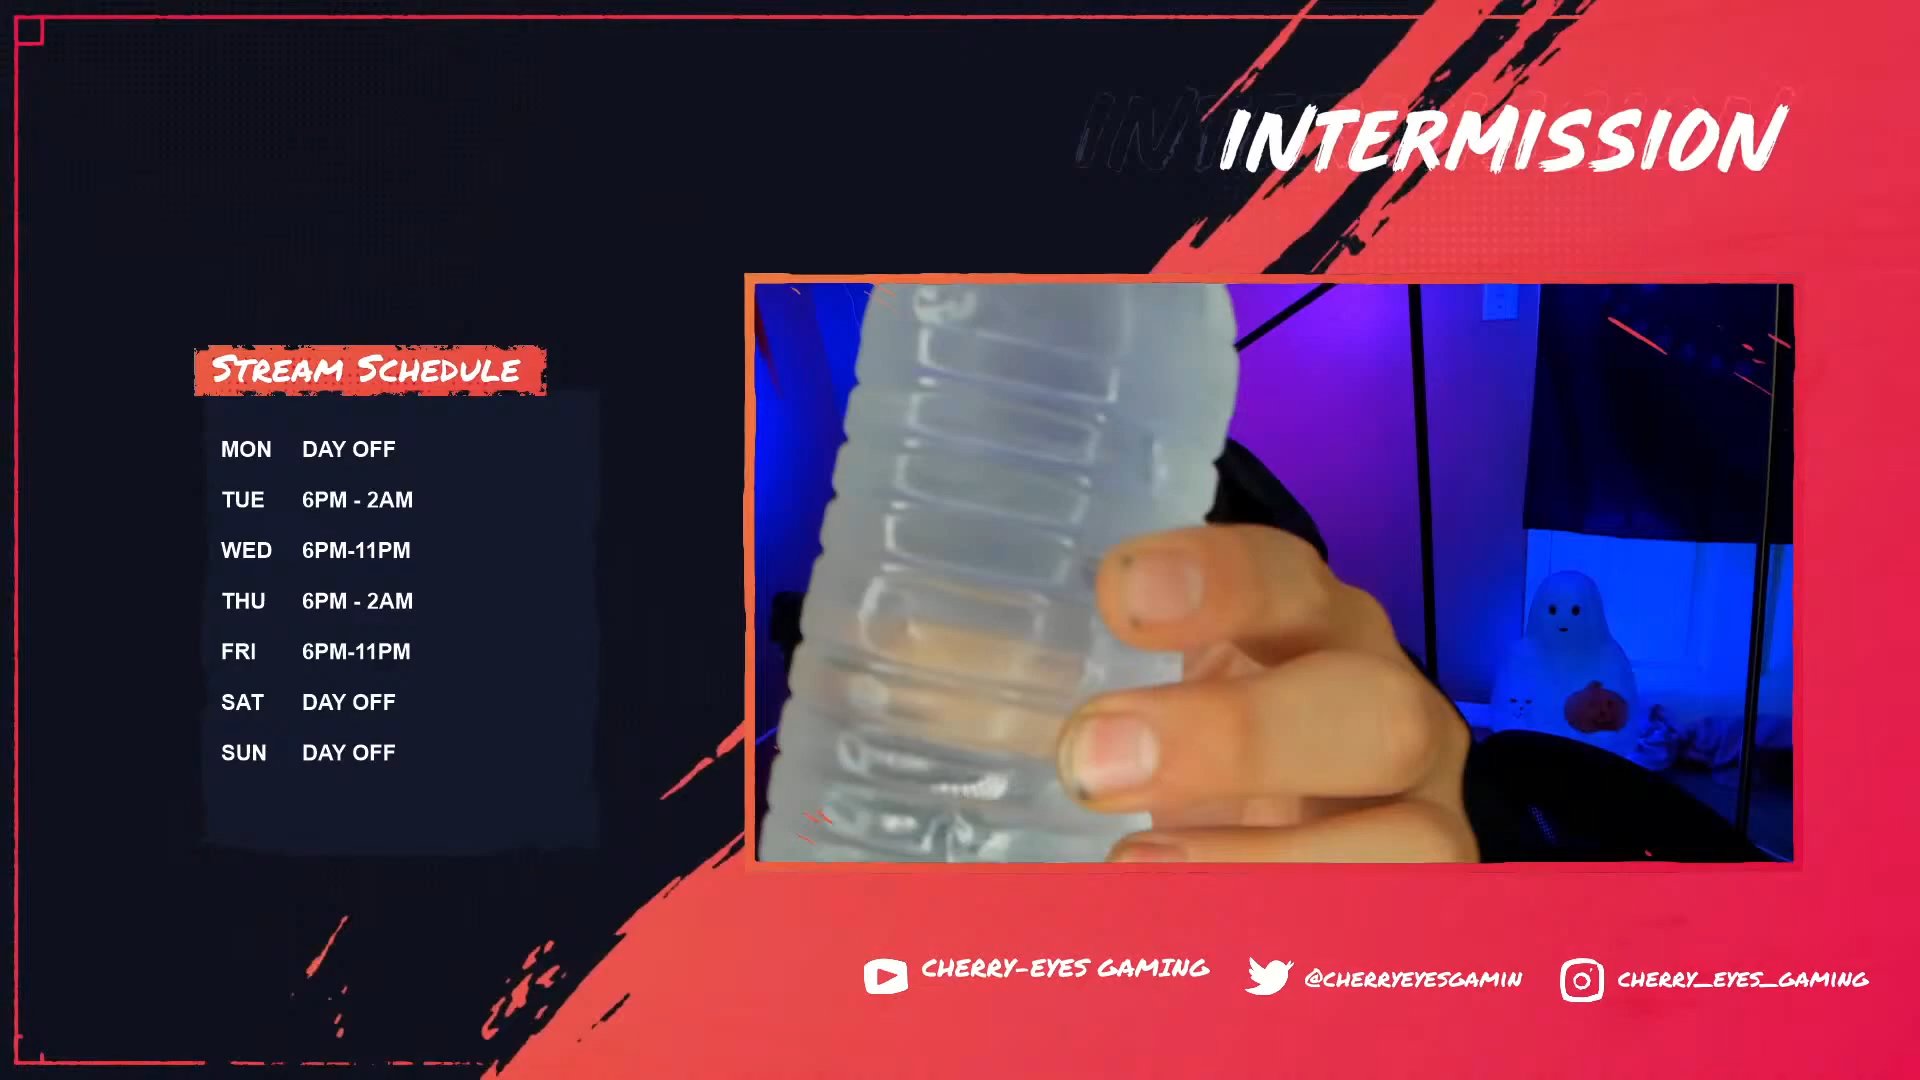 INTERMISSION
STREAM SCHEDULE
MON DAY OFF
TUE 6PM - 2AM
WED 6PM-11PM
THU 6PM - 2AM
FRI 6PM-11PM
SAT DAY OFF
SUN DAY OFF
CHERRY-EYES GAMING
@CHERRYEYESGAMIN
CHERRY_EYES_GAMING